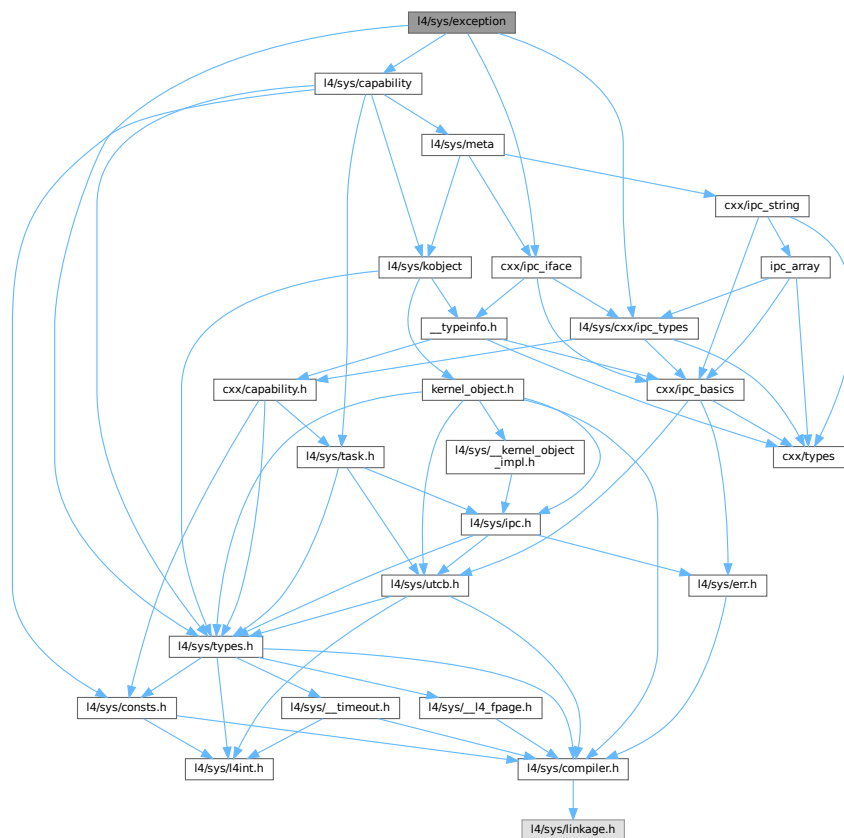 l4/sys/exception
l4/sys/capability
l4/sys/meta
cxx/ipc_string
l4/sys/kobject
cxx/ipc_iface
ipc_array
__typeinfo.h
l4/sys/cxx/ipc_types
cxx/capability.h
kernel_object.h
cxx/ipc_basics
l4/sys/task.h
l4/sys/__kernel_object
_impl.h
cxx/types
l4/sys/ipc.h
l4/sys/utcb.h
l4/sys/err.h
l4/sys/types.h
l4/sys/consts.h
l4/sys/__timeout.h
l4/sys/__l4_fpage.h
l4/sys/l4int.h
l4/sys/compiler.h
l4/sys/linkage.h